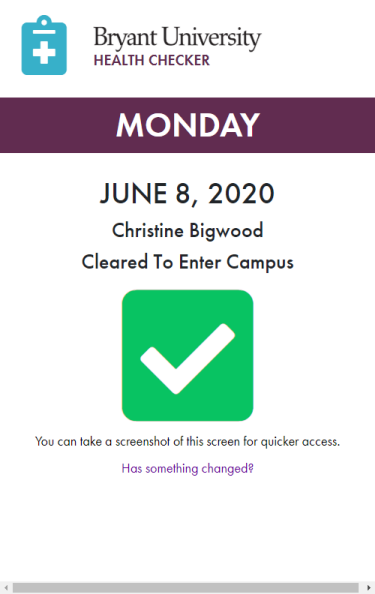 Bryant University
HEALTH CHECKER
MONDAY
JUNE 8, 2020
Christine Bigwood
Cleared To Enter Campus
You can take a screenshot of this screen for quicker access.
Has something changed?